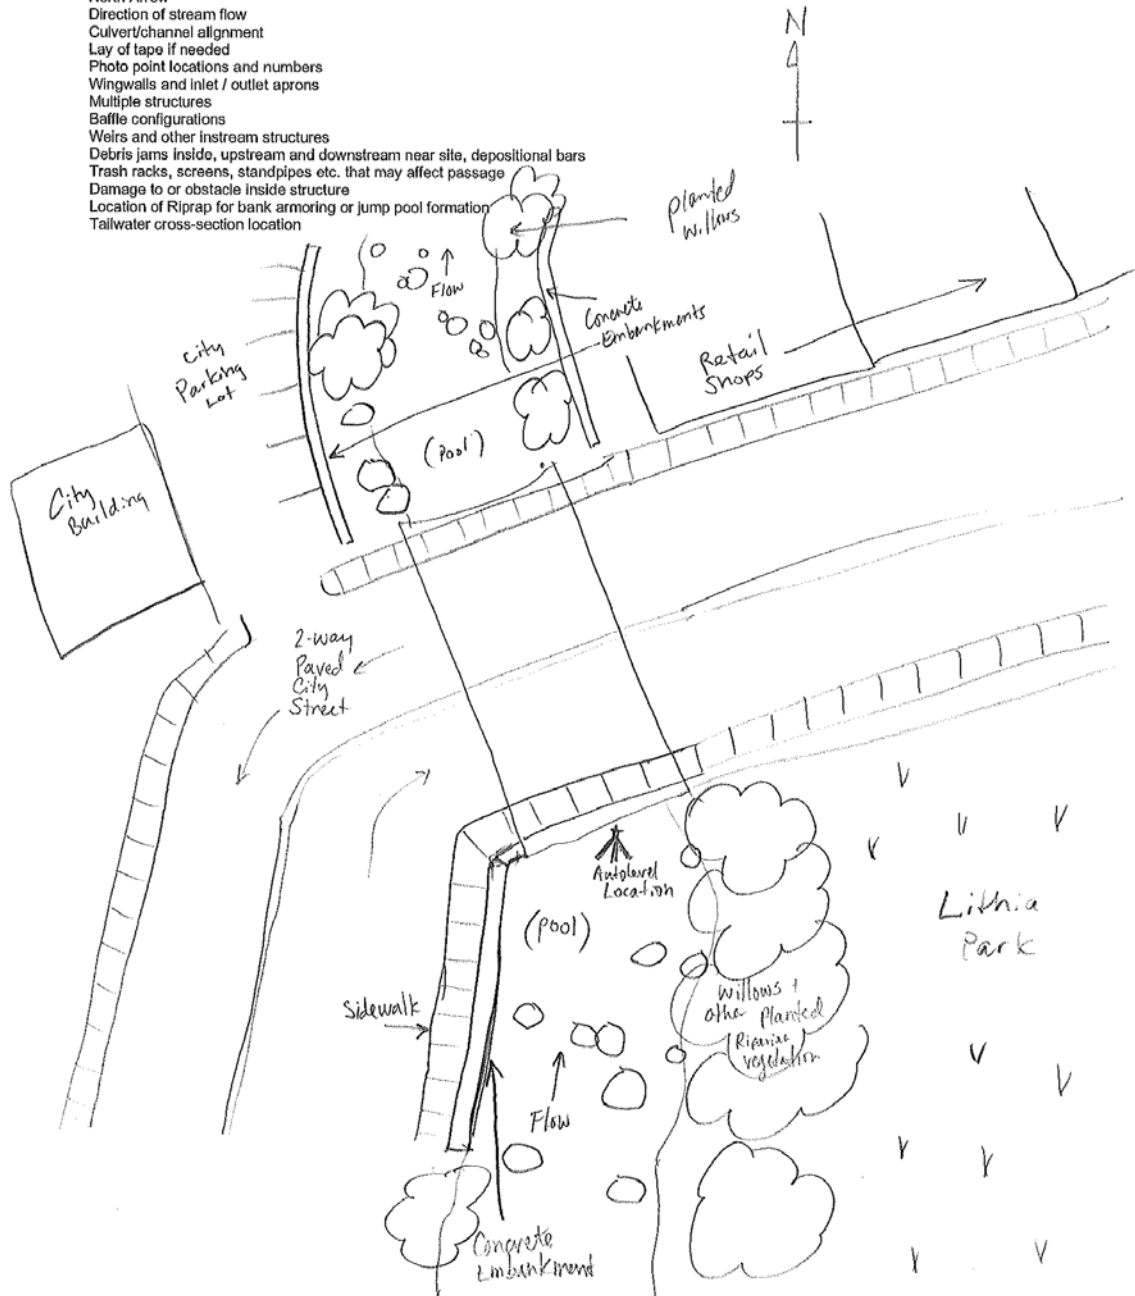 Direction of stream flow
Culvert/channel alignment
Lay of tape if needed
Photo point locations and numbers
Wingwalls and inlet / outlet aprons
Multiple structures
Baffle configurations
Weirs and other instream structures
Debris jams inside, upstream and downstream near site, depositional bars
Trash racks, screens, standpipes etc. that may affect passage
Damage to or obstacle inside structure
Location of Riprap for bank armoring or jump pool formation
Tailwater cross-section location
N
planted
willows
Flow
Concrete
Embankments
City
Parking
Lot
Retail
Shops
(Pool)
City
Building
2-way
Paved
City
Street
Autolevel
Location
(Pool)
Lithia
Park
Willows +
other planted
Riparian
vegetation
Sidewalk
Flow
Concrete
Embankment